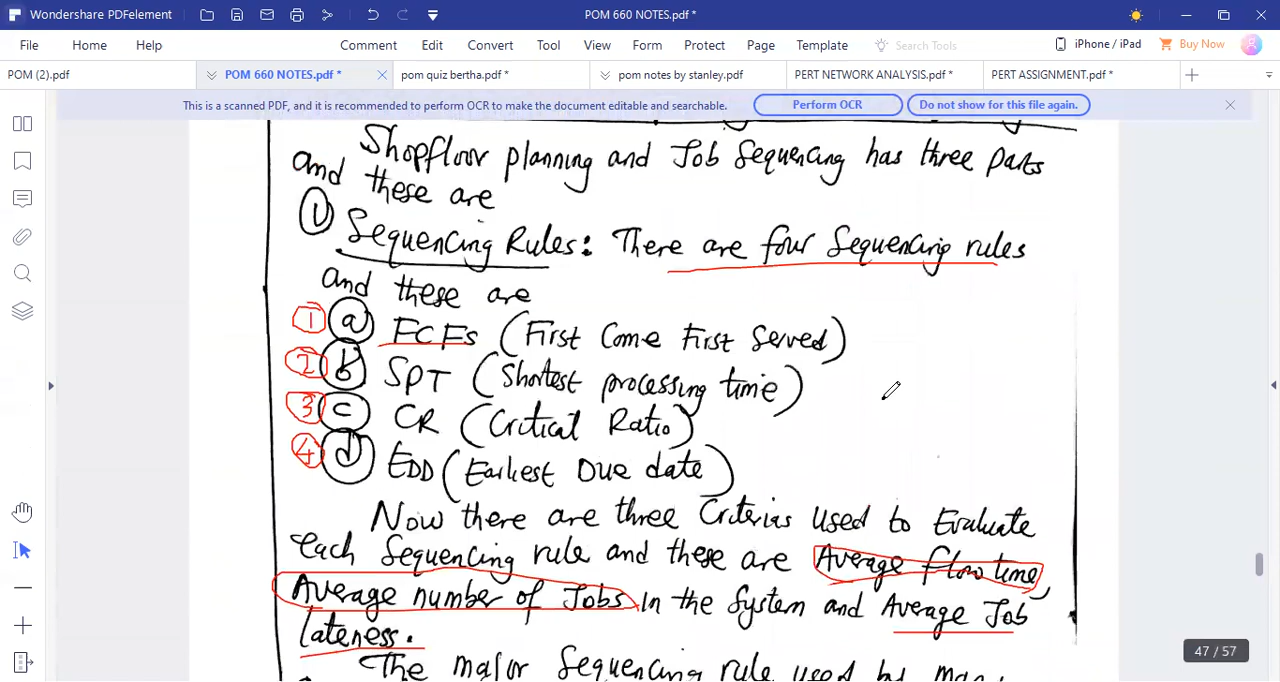 Wondershare PDFelement
POM 660 NOTES.pdf *
File Home Help Comment Edit Convert Tool View Form Protect Page Template Search Tools iPhone / iPad Buy Now
POM (2).pdf POM 660 NOTES.pdf * pom quiz bertha.pdf * pom notes by stanley.pdf PERT NETWORK ANALYSIS.pdf * PERT ASSIGNMENT.pdf *
This is a scanned PDF, and it is recommended to perform OCR to make the document editable and searchable. Perform OCR Do not show for this file again.
Shopfloor planning and Job Sequencing has three parts
and these are
1 Sequencing Rules: There are four Sequencing rules
and these are
1 a FCFs (First Come First Served)
2 b SPT (Shortest processing time)
3 c CR (Critical Ratio)
4 d EDD (Earliest Due date)
Now there are three Criterias used to Evaluate
each Sequencing rule and these are Average flow time,
Average number of Jobs in the System and Average Job
lateness.
The major Sequencing rule used by
47 / 57